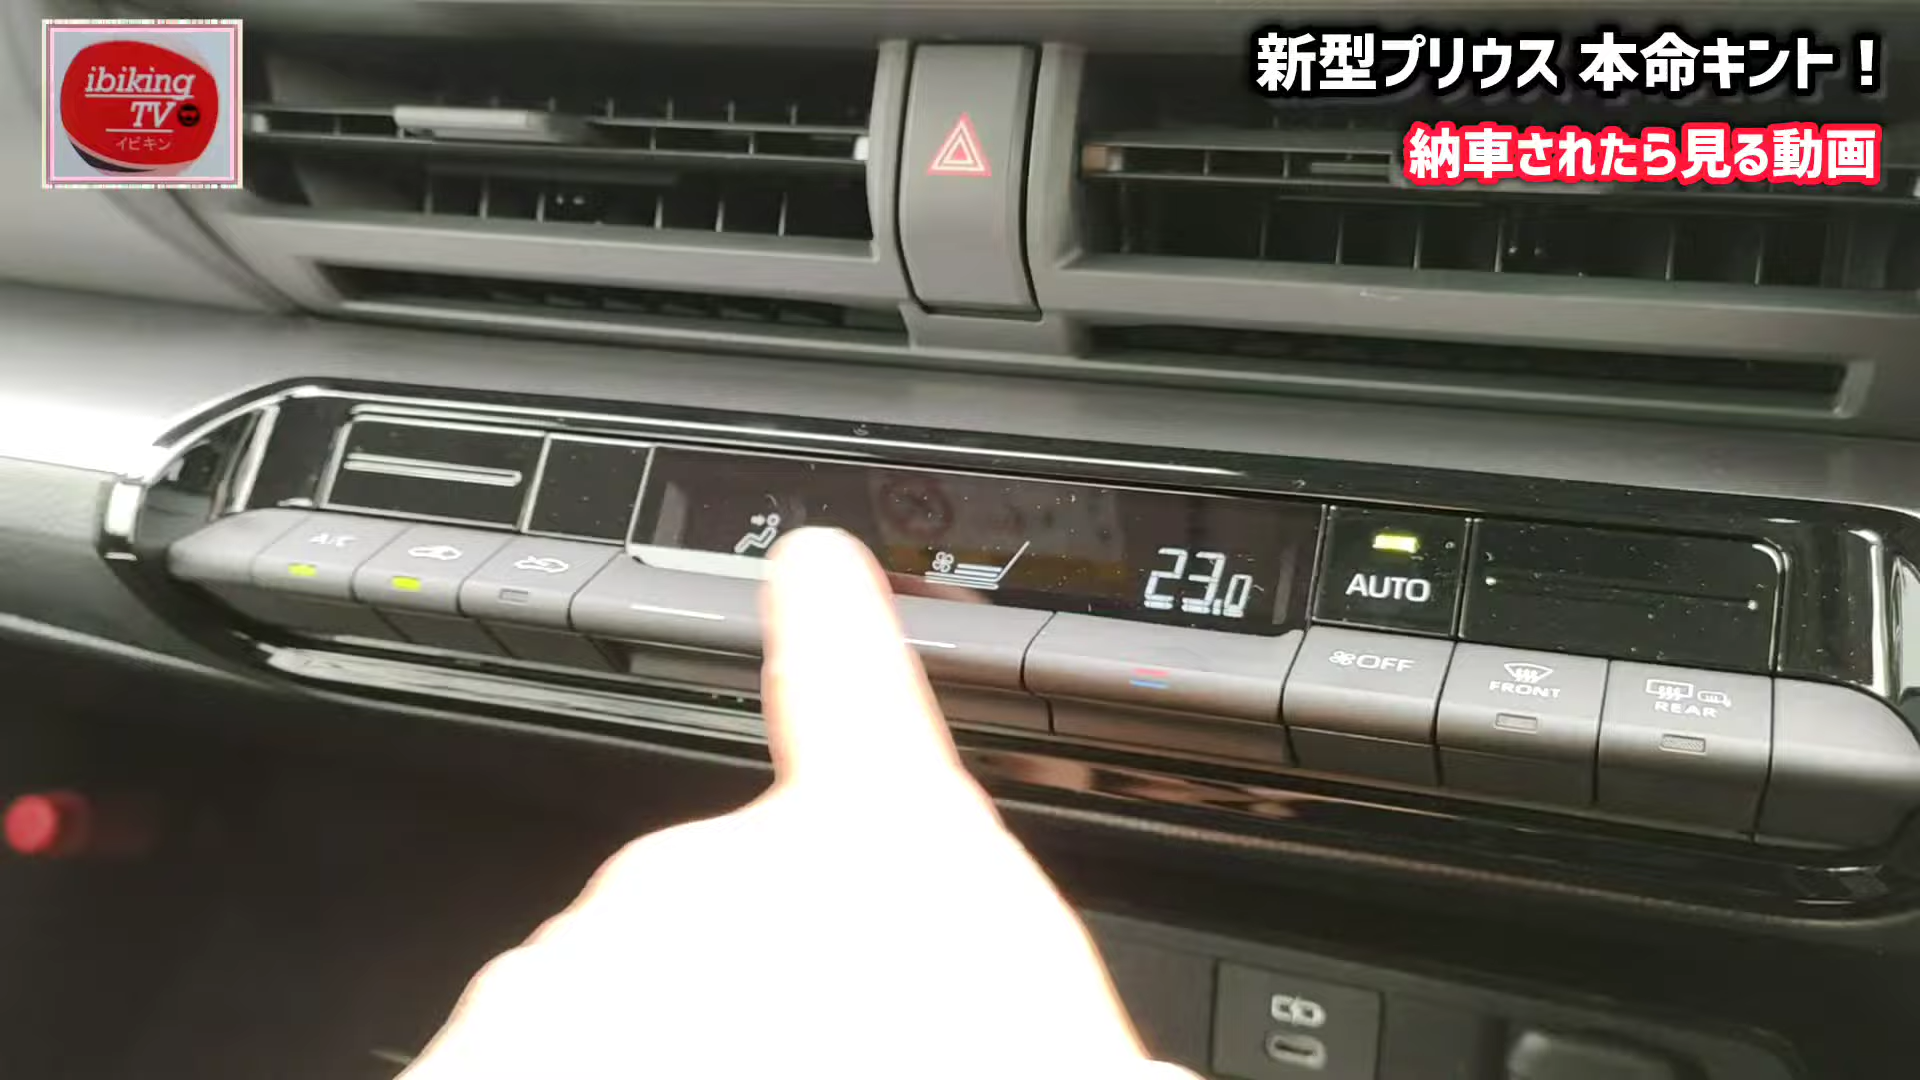 ibiking
TV
イビキン
新型プリウス 本命キント！
納車されたら見る動画
A/C
23.0
AUTO
OFF
FRONT
REAR